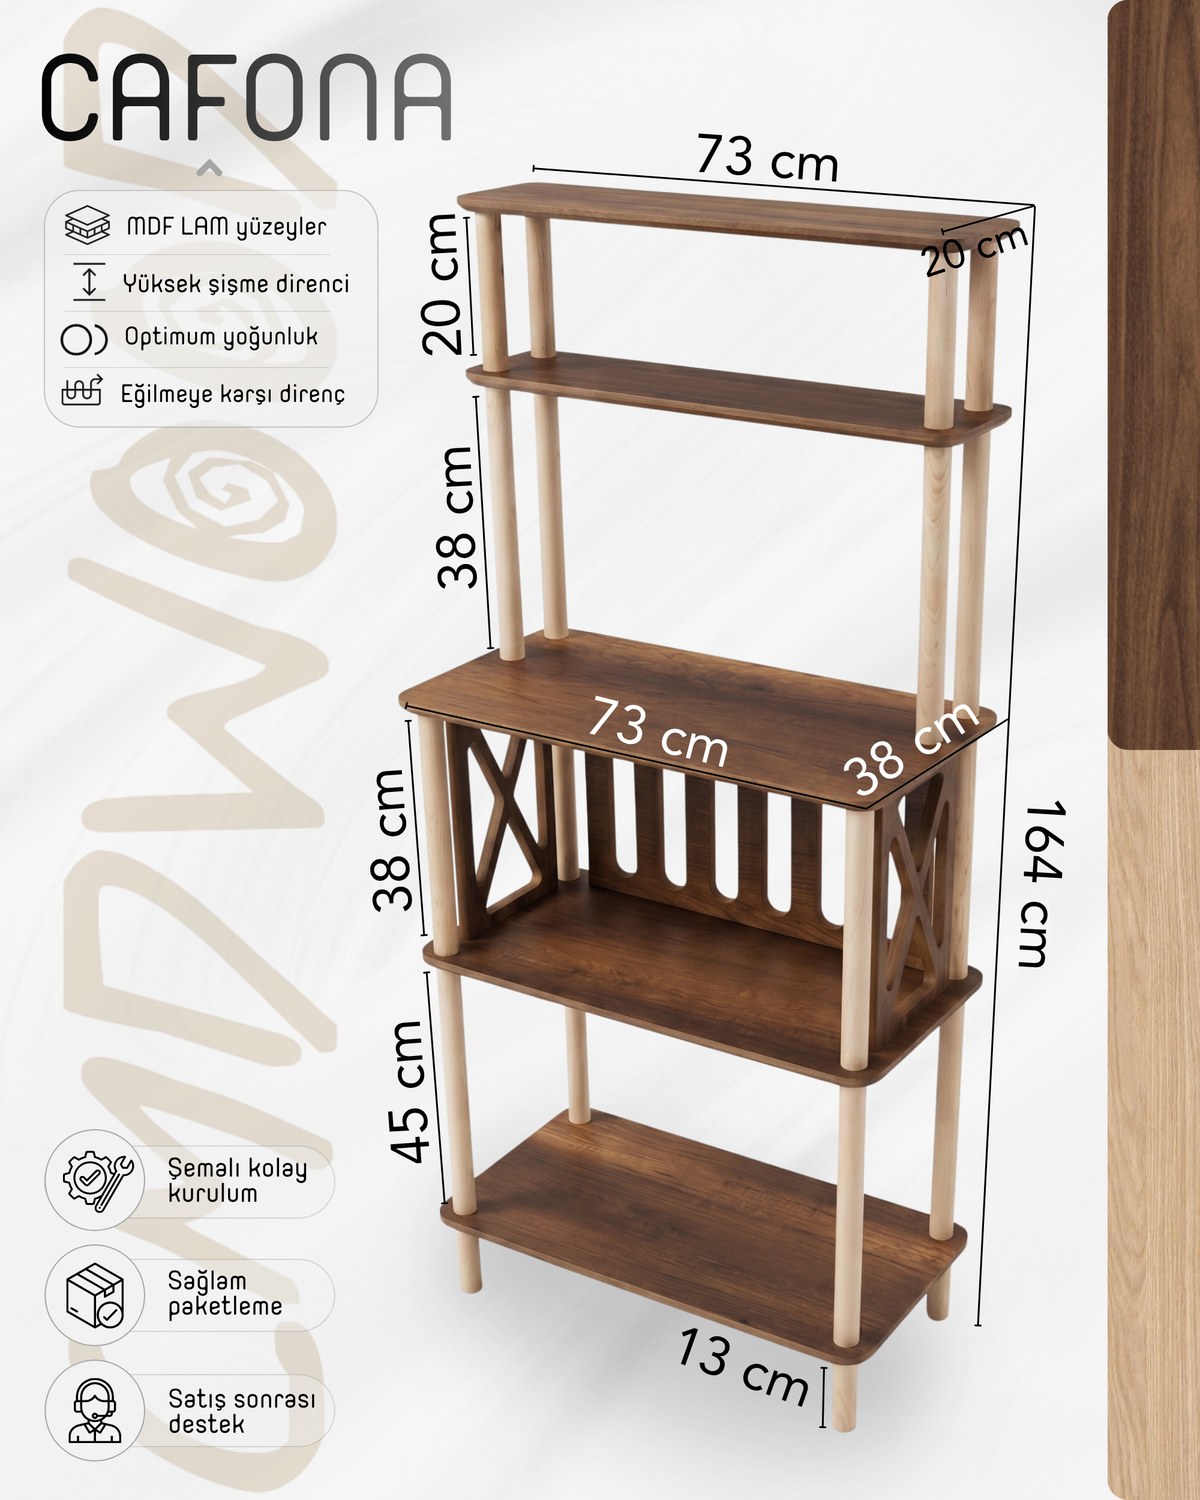 CAFONA
MDF LAM yüzeyler
Yüksek şişme direnci
Optimum yoğunluk
Eğilmeye karşı direnç
73 cm
20 cm
20 cm
38 cm
73 cm
38 cm
38 cm
164 cm
45 cm
13 cm
Şemalı kolay
kurulum
Sağlam
paketleme
Satış sonrası
destek